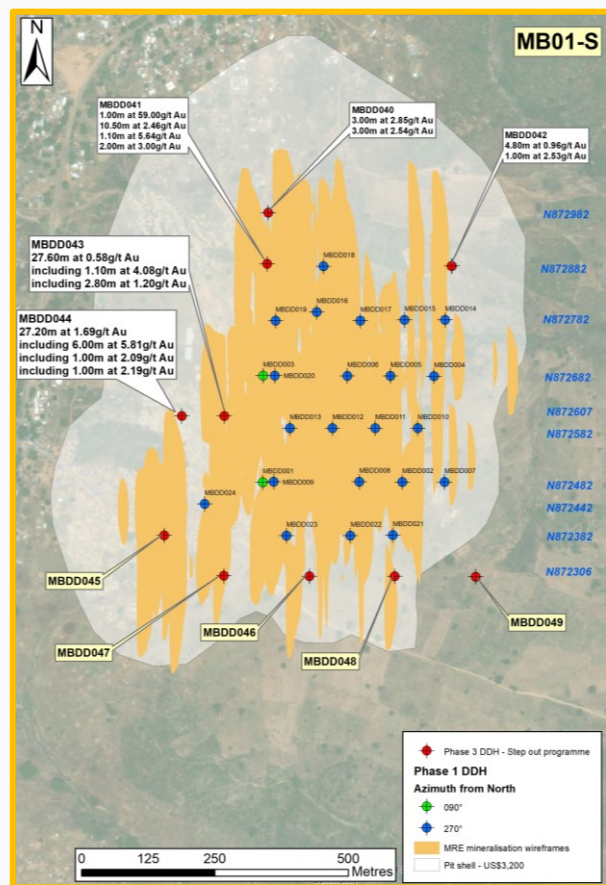 N
MB01-S
MBDD041
1.00m at 59.00g/t Au
10.50m at 2.46g/t Au
1.10m at 5.64g/t Au
2.00m at 3.00g/t Au
MBDD040
3.00m at 2.85g/t Au
3.00m at 2.54g/t Au
MBDD042
4.80m at 0.96g/t Au
1.00m at 2.53g/t Au
N872982
MBDD043
27.60m at 0.58g/t Au
including 1.10m at 4.08g/t Au
including 2.80m at 1.20g/t Au
MBDD018
N872882
MBDD044
27.20m at 1.69g/t Au
including 6.00m at 5.81g/t Au
including 1.00m at 2.09g/t Au
including 1.00m at 2.19g/t Au
MBDD016
MBDD019
MBDD017
MBDD015
MBDD014
N872782
MBDD003
MBDD020
MBDD006
MBDD005
MBDD004
N872682
N872607
MBDD013
MBDD012
MBDD011
MBDD010
N872582
MBDD001
MBDD009
MBDD008
MBDD002
MBDD007
N872482
MBDD024
N872442
MBDD023
MBDD022
MBDD021
N872382
MBDD045
N872306
MBDD047
MBDD046
MBDD048
MBDD049
Phase 3 DDH - Step out programme
Phase 1 DDH
Azimuth from North
090°
270°
MRE mineralisation wireframes
Pit shell - US$3,200
0 125 250 500
Metres